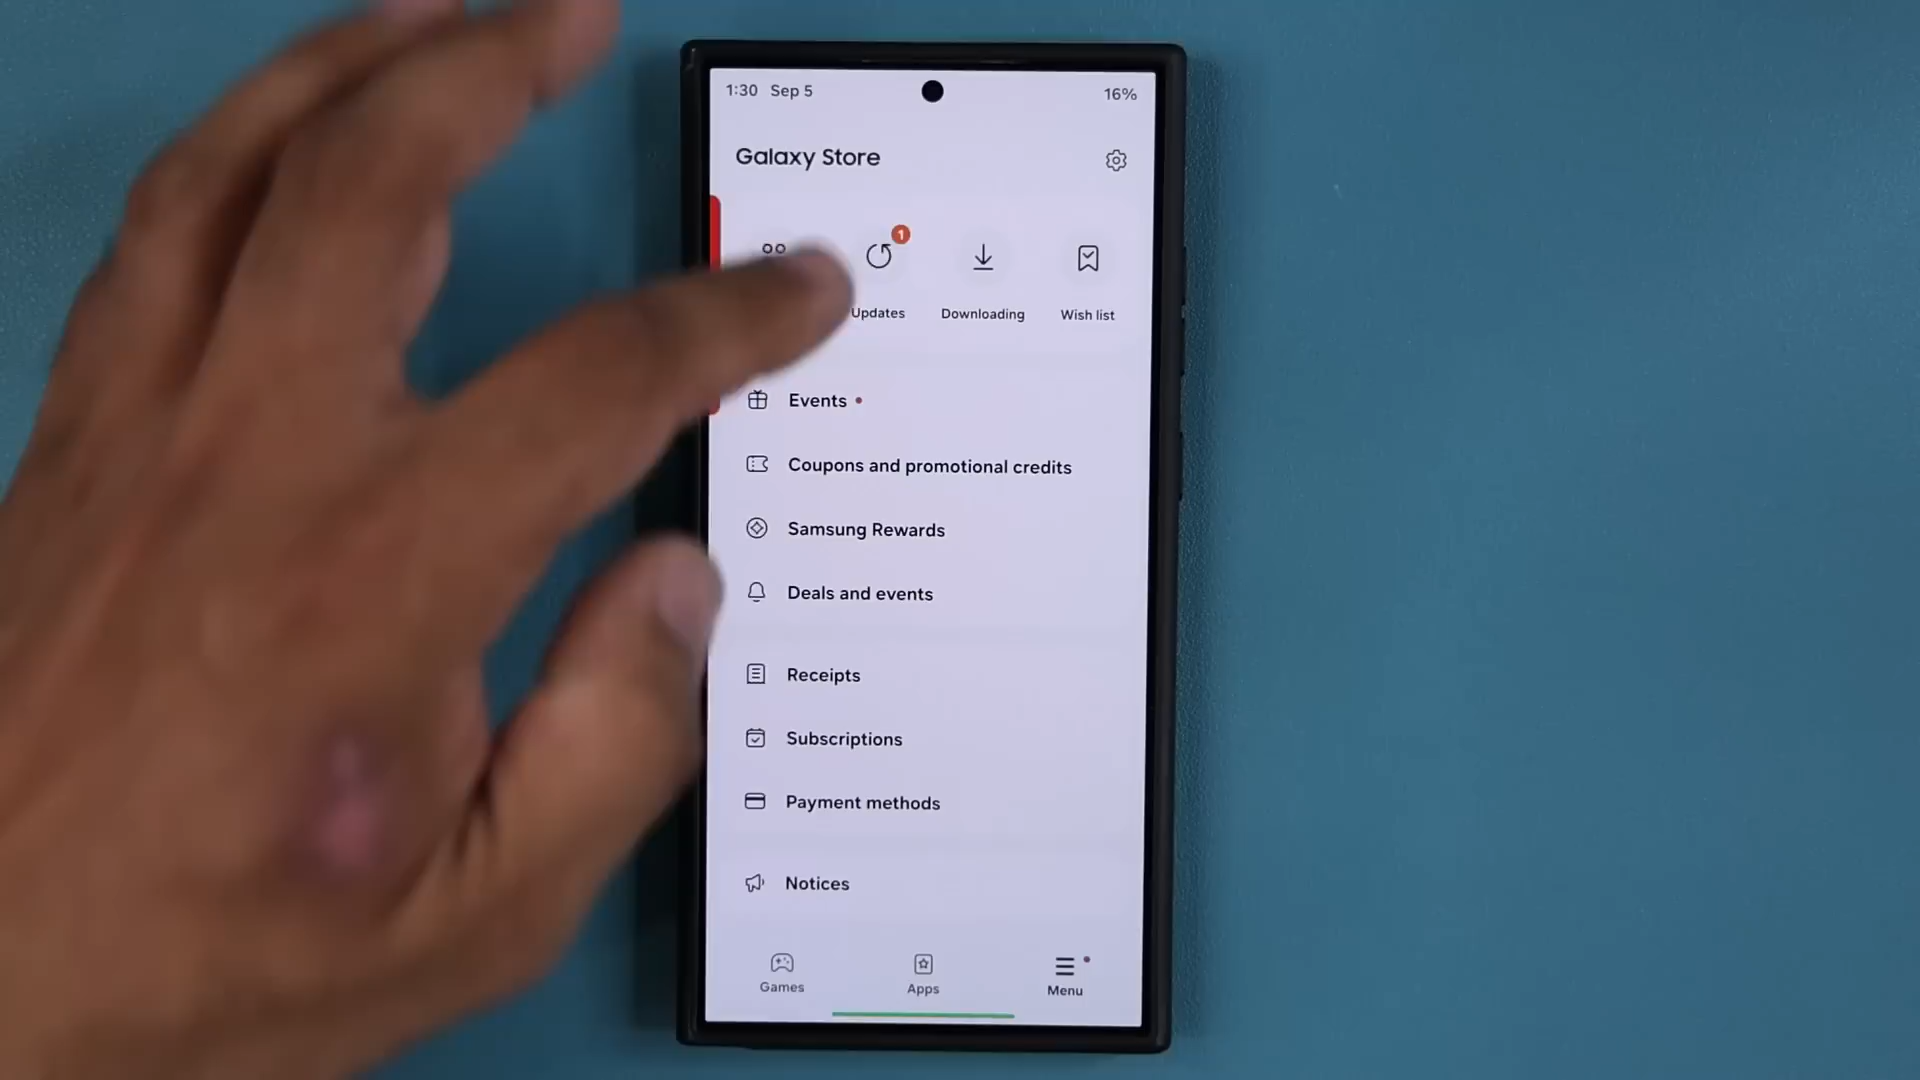 1:30 Sep 5
16%
Galaxy Store
1
Updates
Downloading
Wish list
Events
Coupons and promotional credits
Samsung Rewards
Deals and events
Receipts
Subscriptions
Payment methods
Notices
Games
Apps
Menu